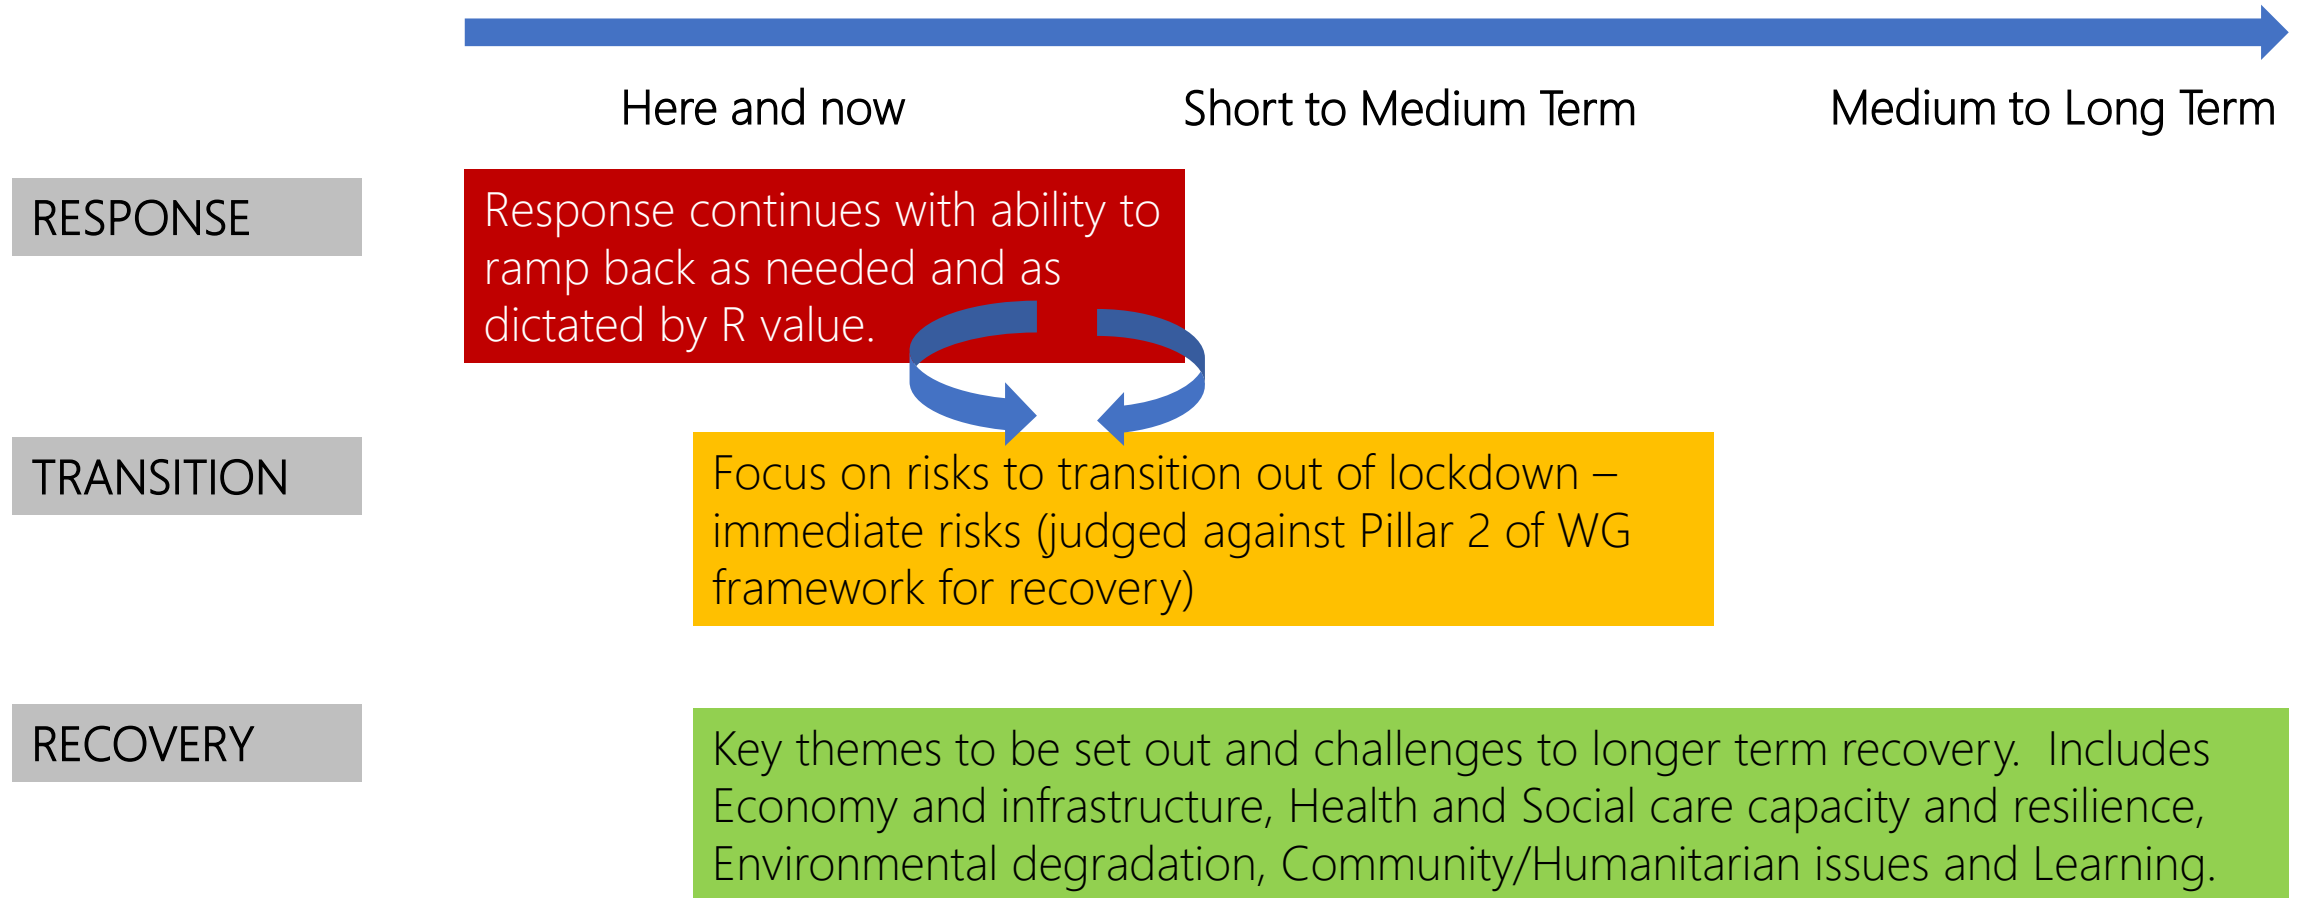 Here and now
Short to Medium Term
Medium to Long Term
RESPONSE
Response continues with ability to
ramp back as needed and as
dictated by R value.
TRANSITION
Focus on risks to transition out of lockdown –
immediate risks (judged against Pillar 2 of WG
framework for recovery)
RECOVERY
Key themes to be set out and challenges to longer term recovery.  Includes
Economy and infrastructure, Health and Social care capacity and resilience,
Environmental degradation, Community/Humanitarian issues and Learning.